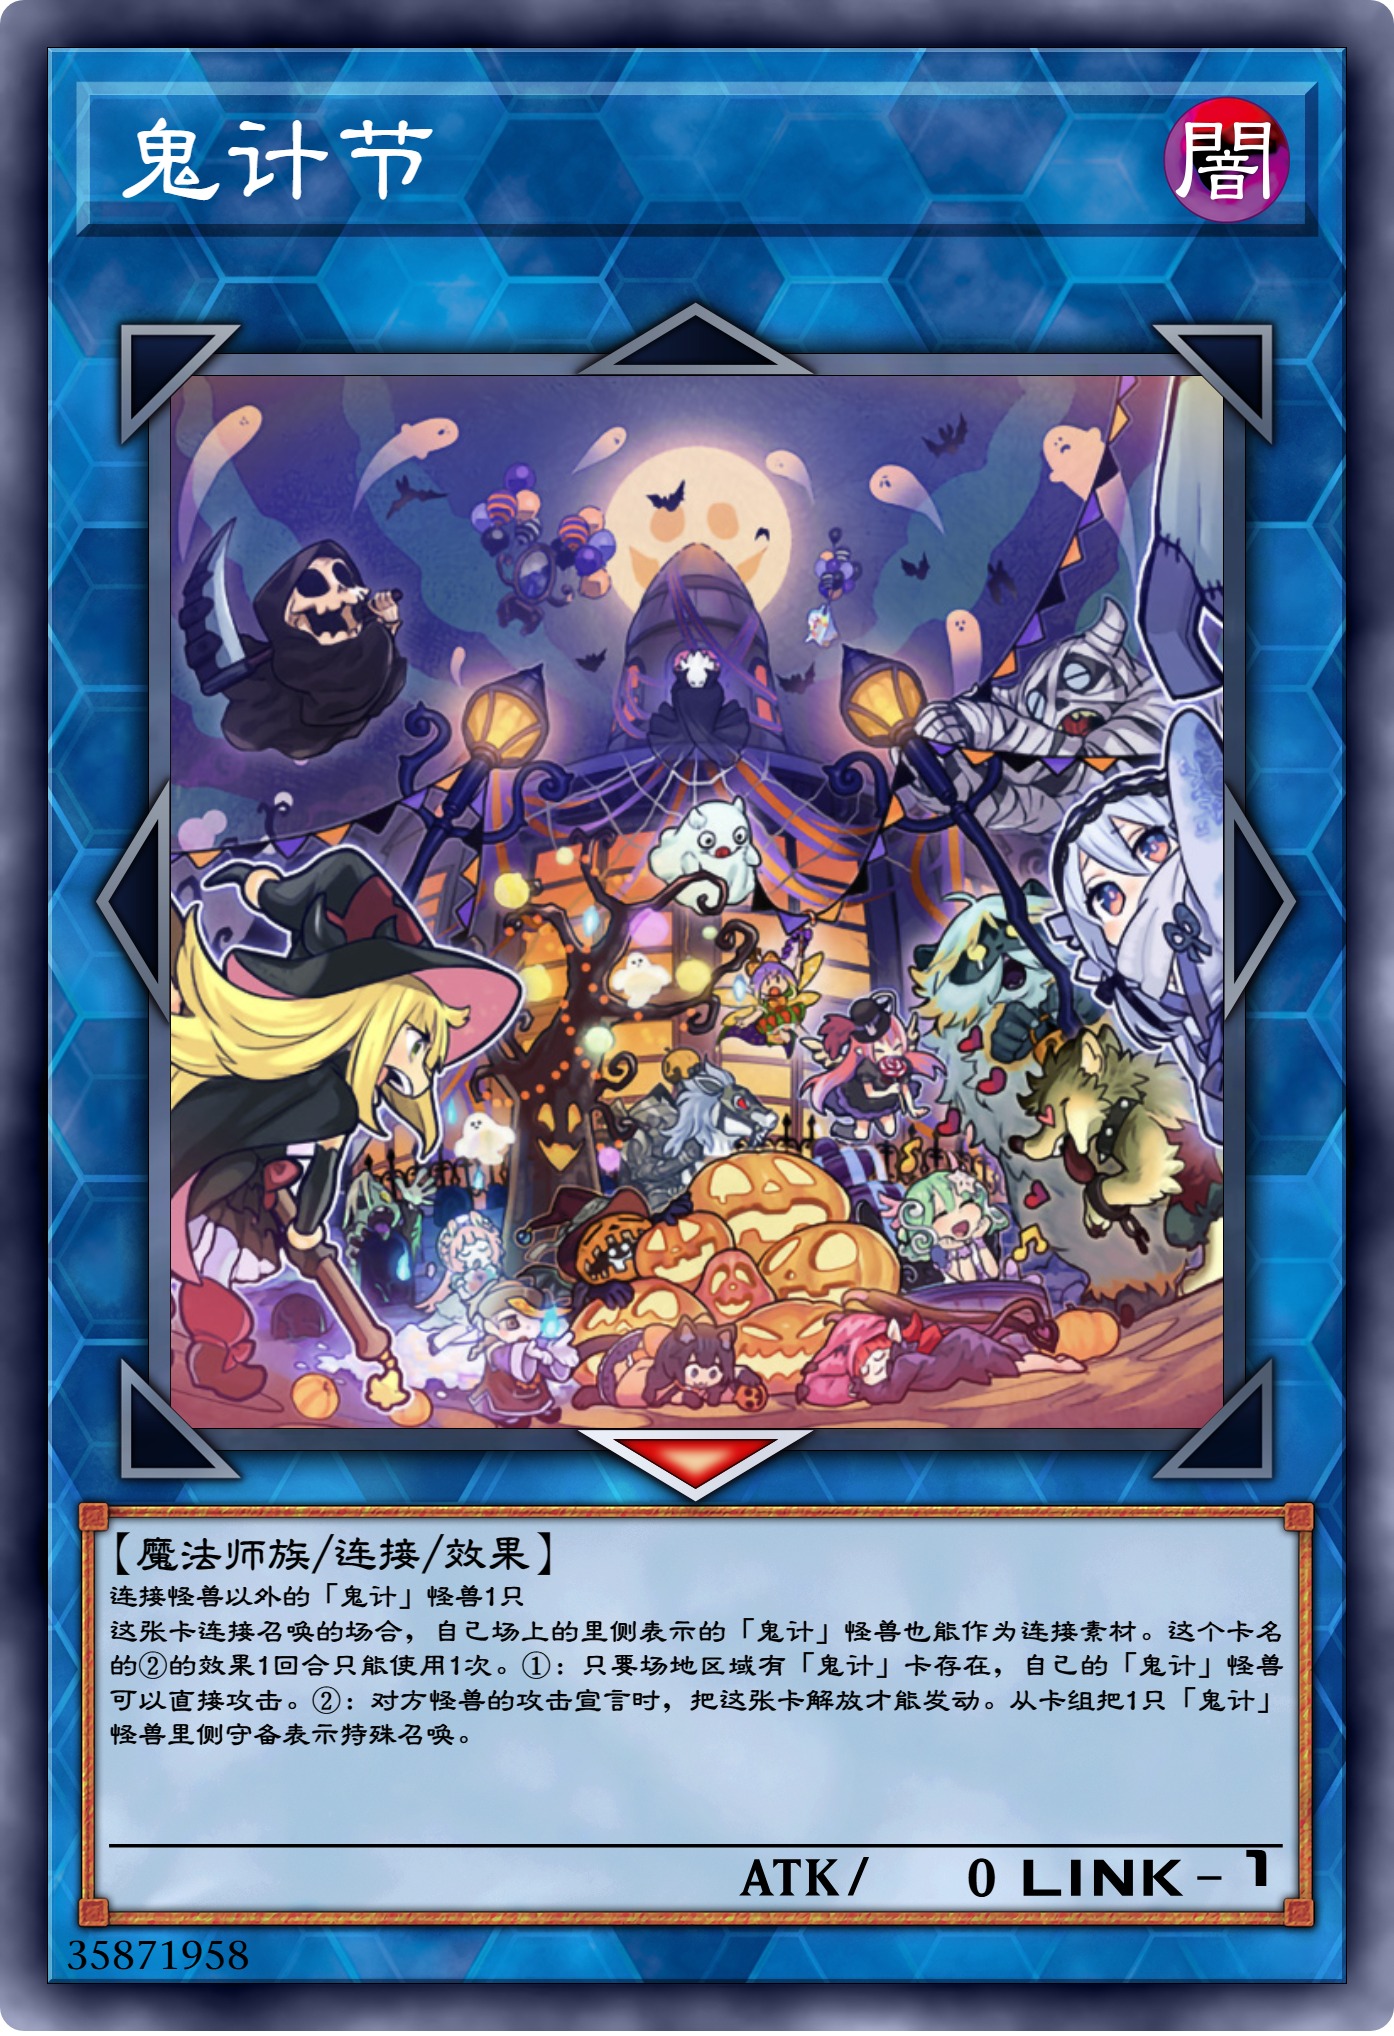 鬼计节
闇
【魔法师族/连接/效果】
连接怪兽以外的「鬼计」怪兽1只
这张卡连接召唤的场合，自己场上的里侧表示的「鬼计」怪兽也能作为连接素材。这个卡名
的②的效果1回合只能使用1次。①：只要场地区域有「鬼计」卡存在，自己的「鬼计」怪兽
可以直接攻击。②：对方怪兽的攻击宣言时，把这张卡解放才能发动。从卡组把1只「鬼计」
怪兽里侧守备表示特殊召唤。
ATK/ 0 LINK-1
35871958